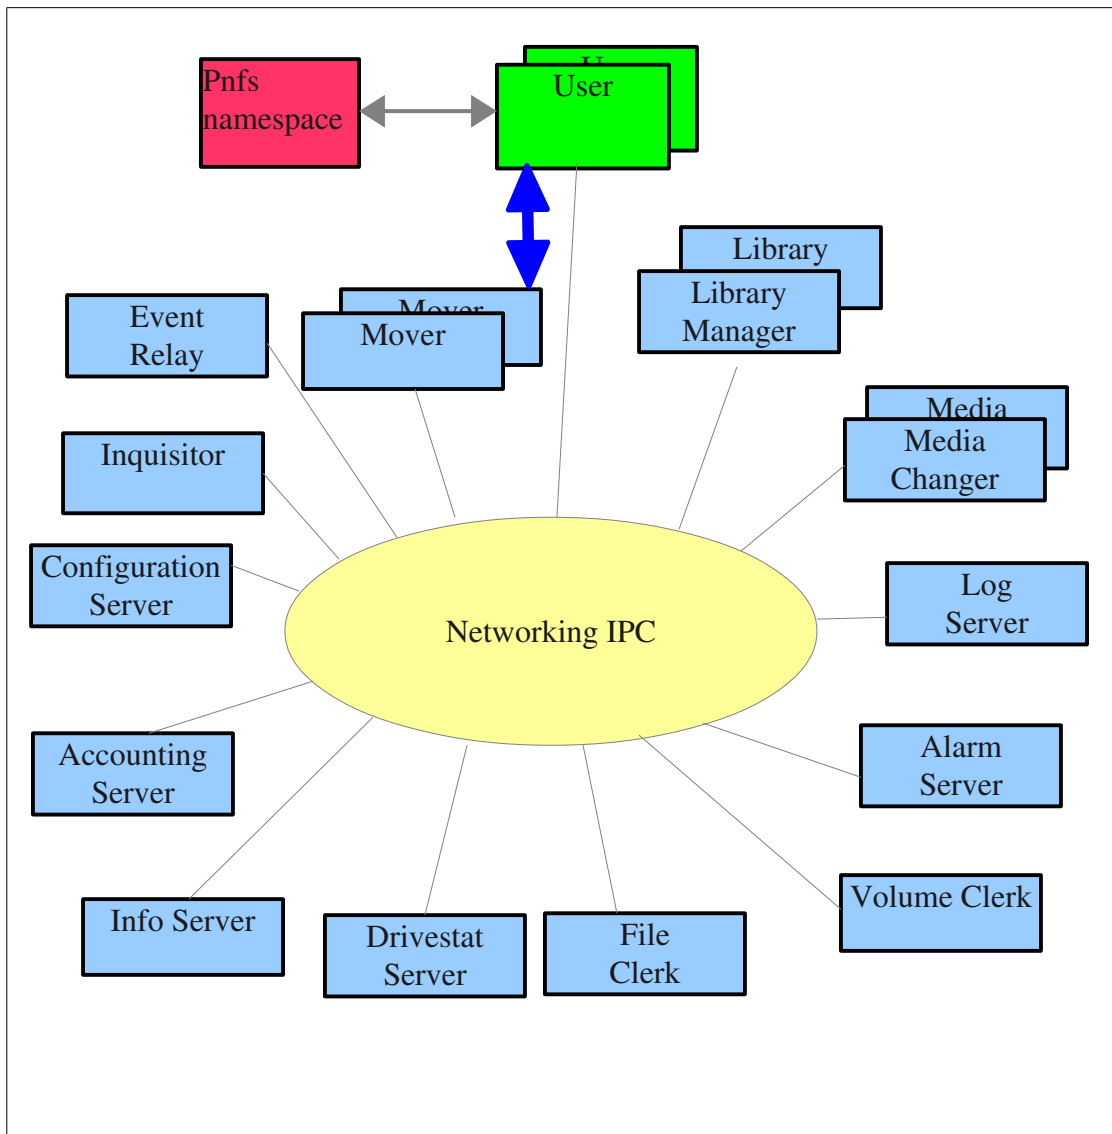 Pnfs
namespace
User
Library
Library
Manager
Event
Relay
Mover
Mover
Media
Media
Changer
Inquisitor
Configuration
Server
Networking IPC
Log
Server
Accounting
Server
Alarm
Server
Info Server
Drivestat
Server
File
Clerk
Volume Clerk